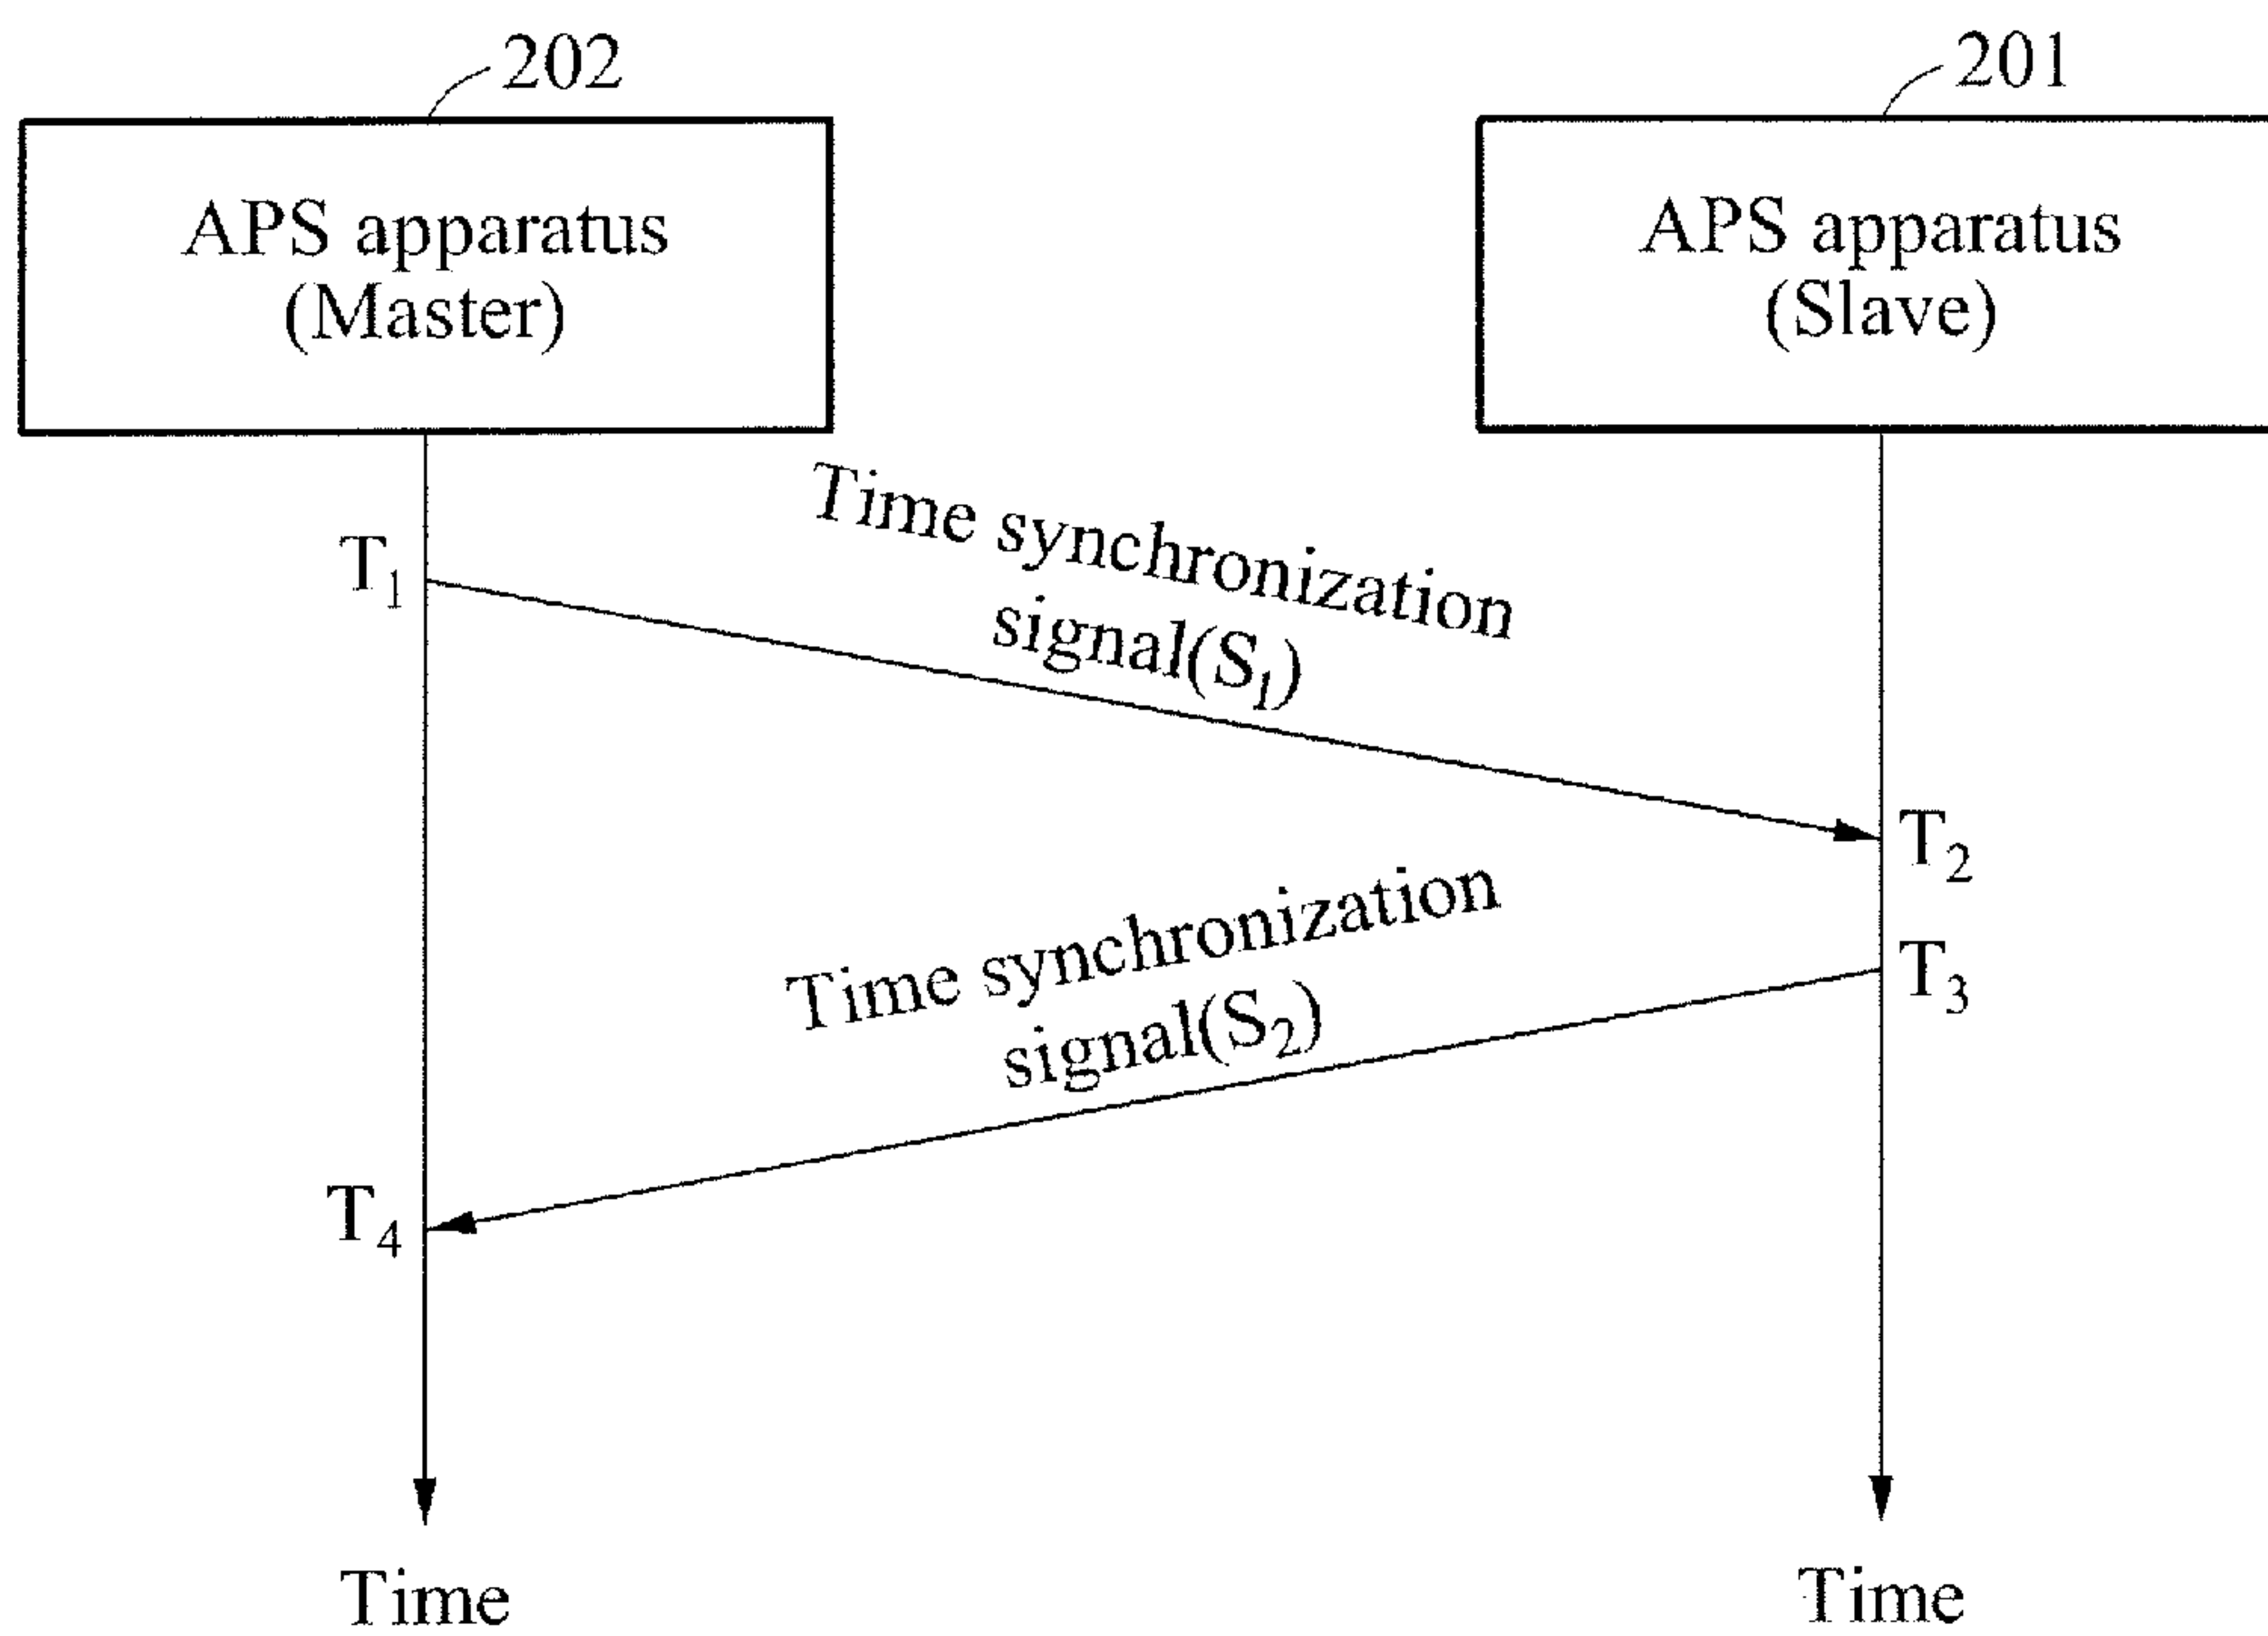 202
201
APS apparatus
(Master)
APS apparatus
(Slave)
Time synchronization
signal(S1)
T1
T2
Time synchronization
signal(S2)
T3
T4
Time
Time